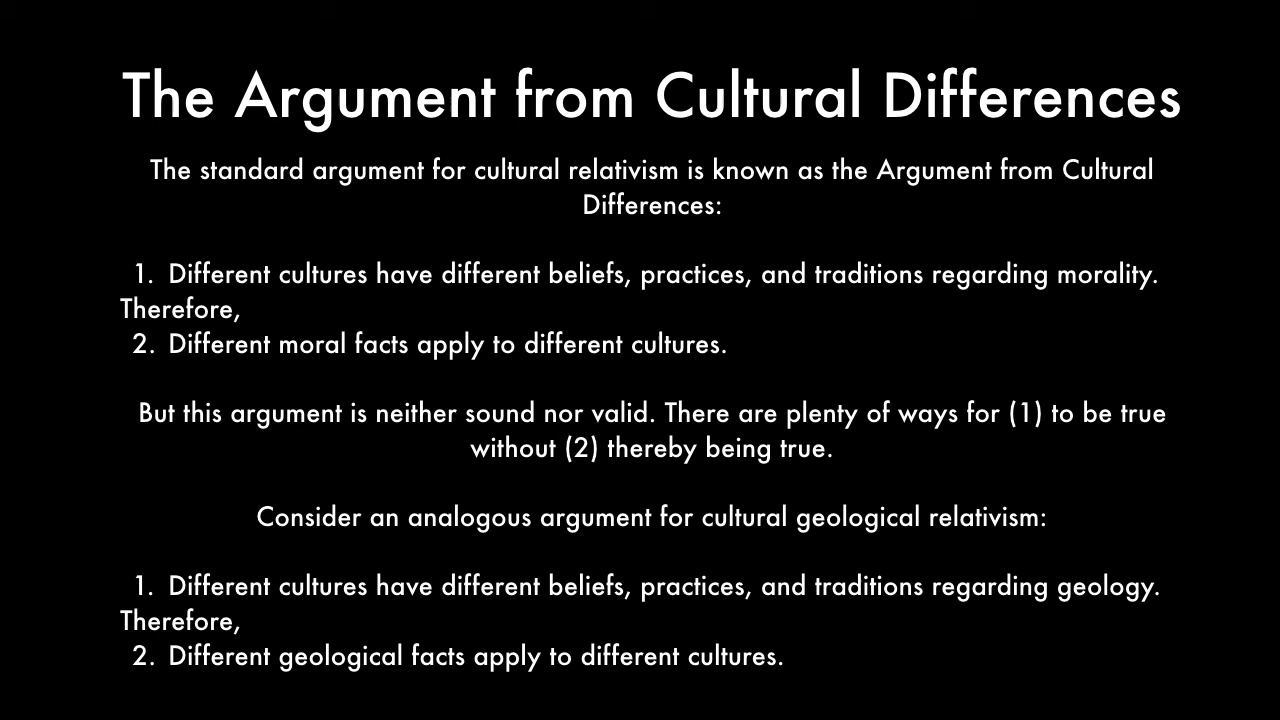 The Argument from Cultural Differences
The standard argument for cultural relativism is known as the Argument from Cultural
Differences:
1. Different cultures have different beliefs, practices, and traditions regarding morality.
Therefore,
2. Different moral facts apply to different cultures.
But this argument is neither sound nor valid. There are plenty of ways for (1) to be true
without (2) thereby being true.
Consider an analogous argument for cultural geological relativism:
1. Different cultures have different beliefs, practices, and traditions regarding geology.
Therefore,
2. Different geological facts apply to different cultures.